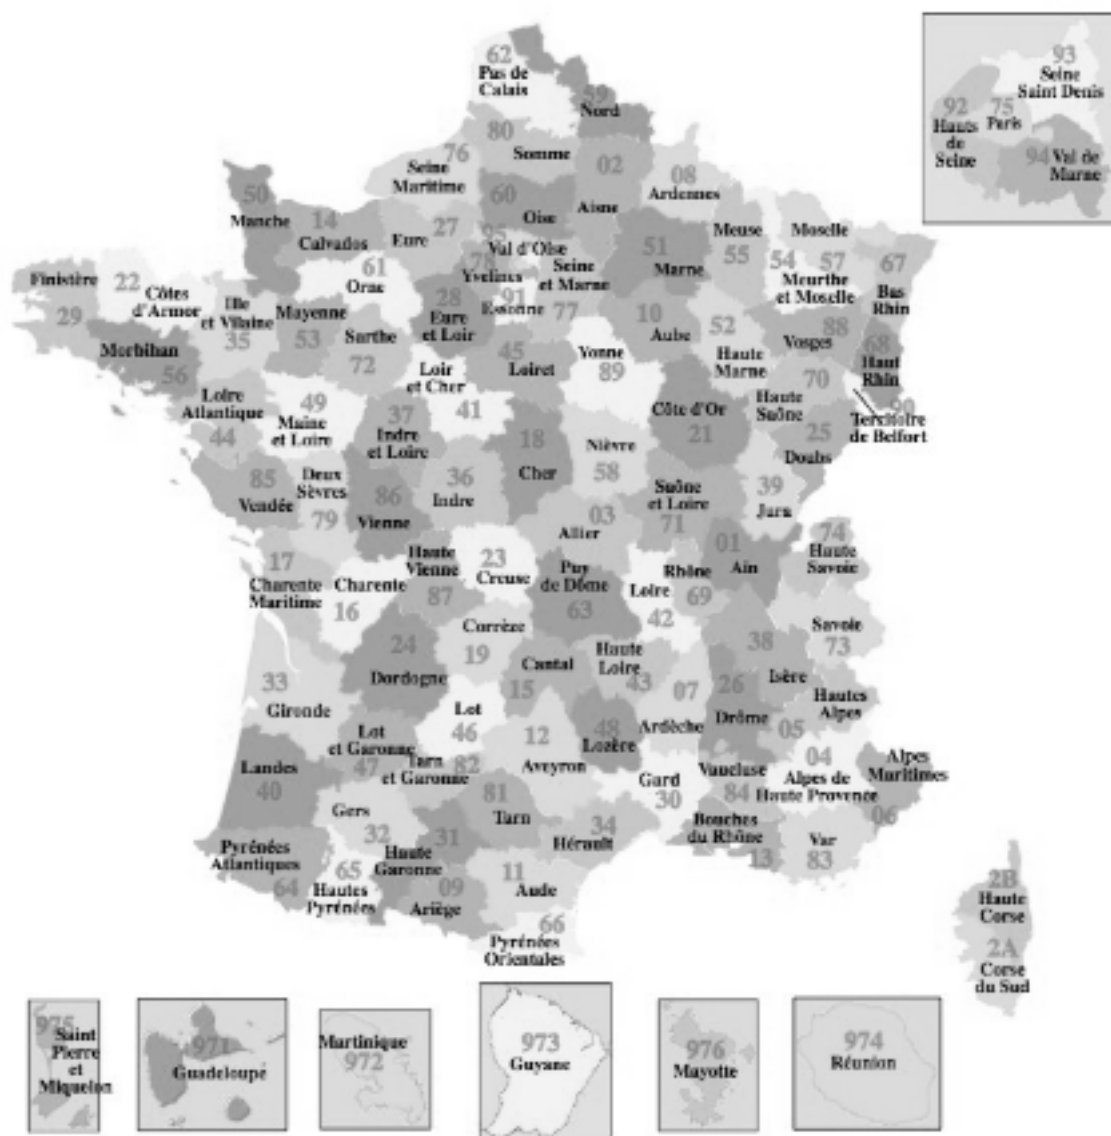 62
Pas de
Calais
59
Nord
93
Seine
Saint Denis
92
Hauts
de
Seine
75
Paris
94
Val de
Marne
80
Somme
76
Seine
Maritime
02
Aisne
08
Ardennes
60
Oise
50
Manche
14
Calvados
27
Eure
95
Val d'Oise
78
Yvelines
Seine
et Marne
77
91
Essonne
51
Marne
Meuse
55
Moselle
57
54
Meurthe
et Moselle
67
Bas
Rhin
61
Orne
Finistère
29
22
Côtes
d'Armor
Ille
et Vilaine
35
Mayenne
53
Sarthe
72
28
Eure
et Loir
10
Aube
52
Haute
Marne
Vosges
88
68
Haut
Rhin
Morbihan
56
45
Loiret
Yonne
89
Loir
et Cher
41
70
Haute
Saône
90
Territoire
de Belfort
Loire
Atlantique
44
49
Maine
et Loire
37
Indre
et Loire
18
Cher
Nièvre
58
Côte d'Or
21
25
Doubs
85
Vendée
Deux
Sèvres
79
86
Vienne
36
Indre
03
Allier
Saône
et Loire
71
39
Jura
17
Charente
Maritime
Charente
16
Haute
Vienne
87
23
Creuse
Puy
de Dôme
63
Loire
42
Rhône
69
01
Ain
74
Haute
Savoie
Savoie
73
24
Dordogne
Corrèze
19
Cantal
15
Haute
Loire
43
07
Ardèche
38
Isère
26
Drôme
Hautes
Alpes
05
33
Gironde
Lot
46
Lot
et Garonne
47
Tarn
et Garonne
82
12
Aveyron
48
Lozère
Gard
30
Vaucluse
84
04
Alpes de
Haute Provence
Alpes
Maritimes
06
Landes
40
Gers
32
31
Haute
Garonne
81
Tarn
34
Hérault
Bouches
du Rhône
13
Var
83
Pyrénées
Atlantiques
64
65
Hautes
Pyrénées
09
Ariège
11
Aude
66
Pyrénées
Orientales
2B
Haute
Corse
2A
Corse
du Sud
975
Saint
Pierre
et
Miquelon
971
Guadeloupe
Martinique
972
973
Guyane
976
Mayotte
974
Réunion